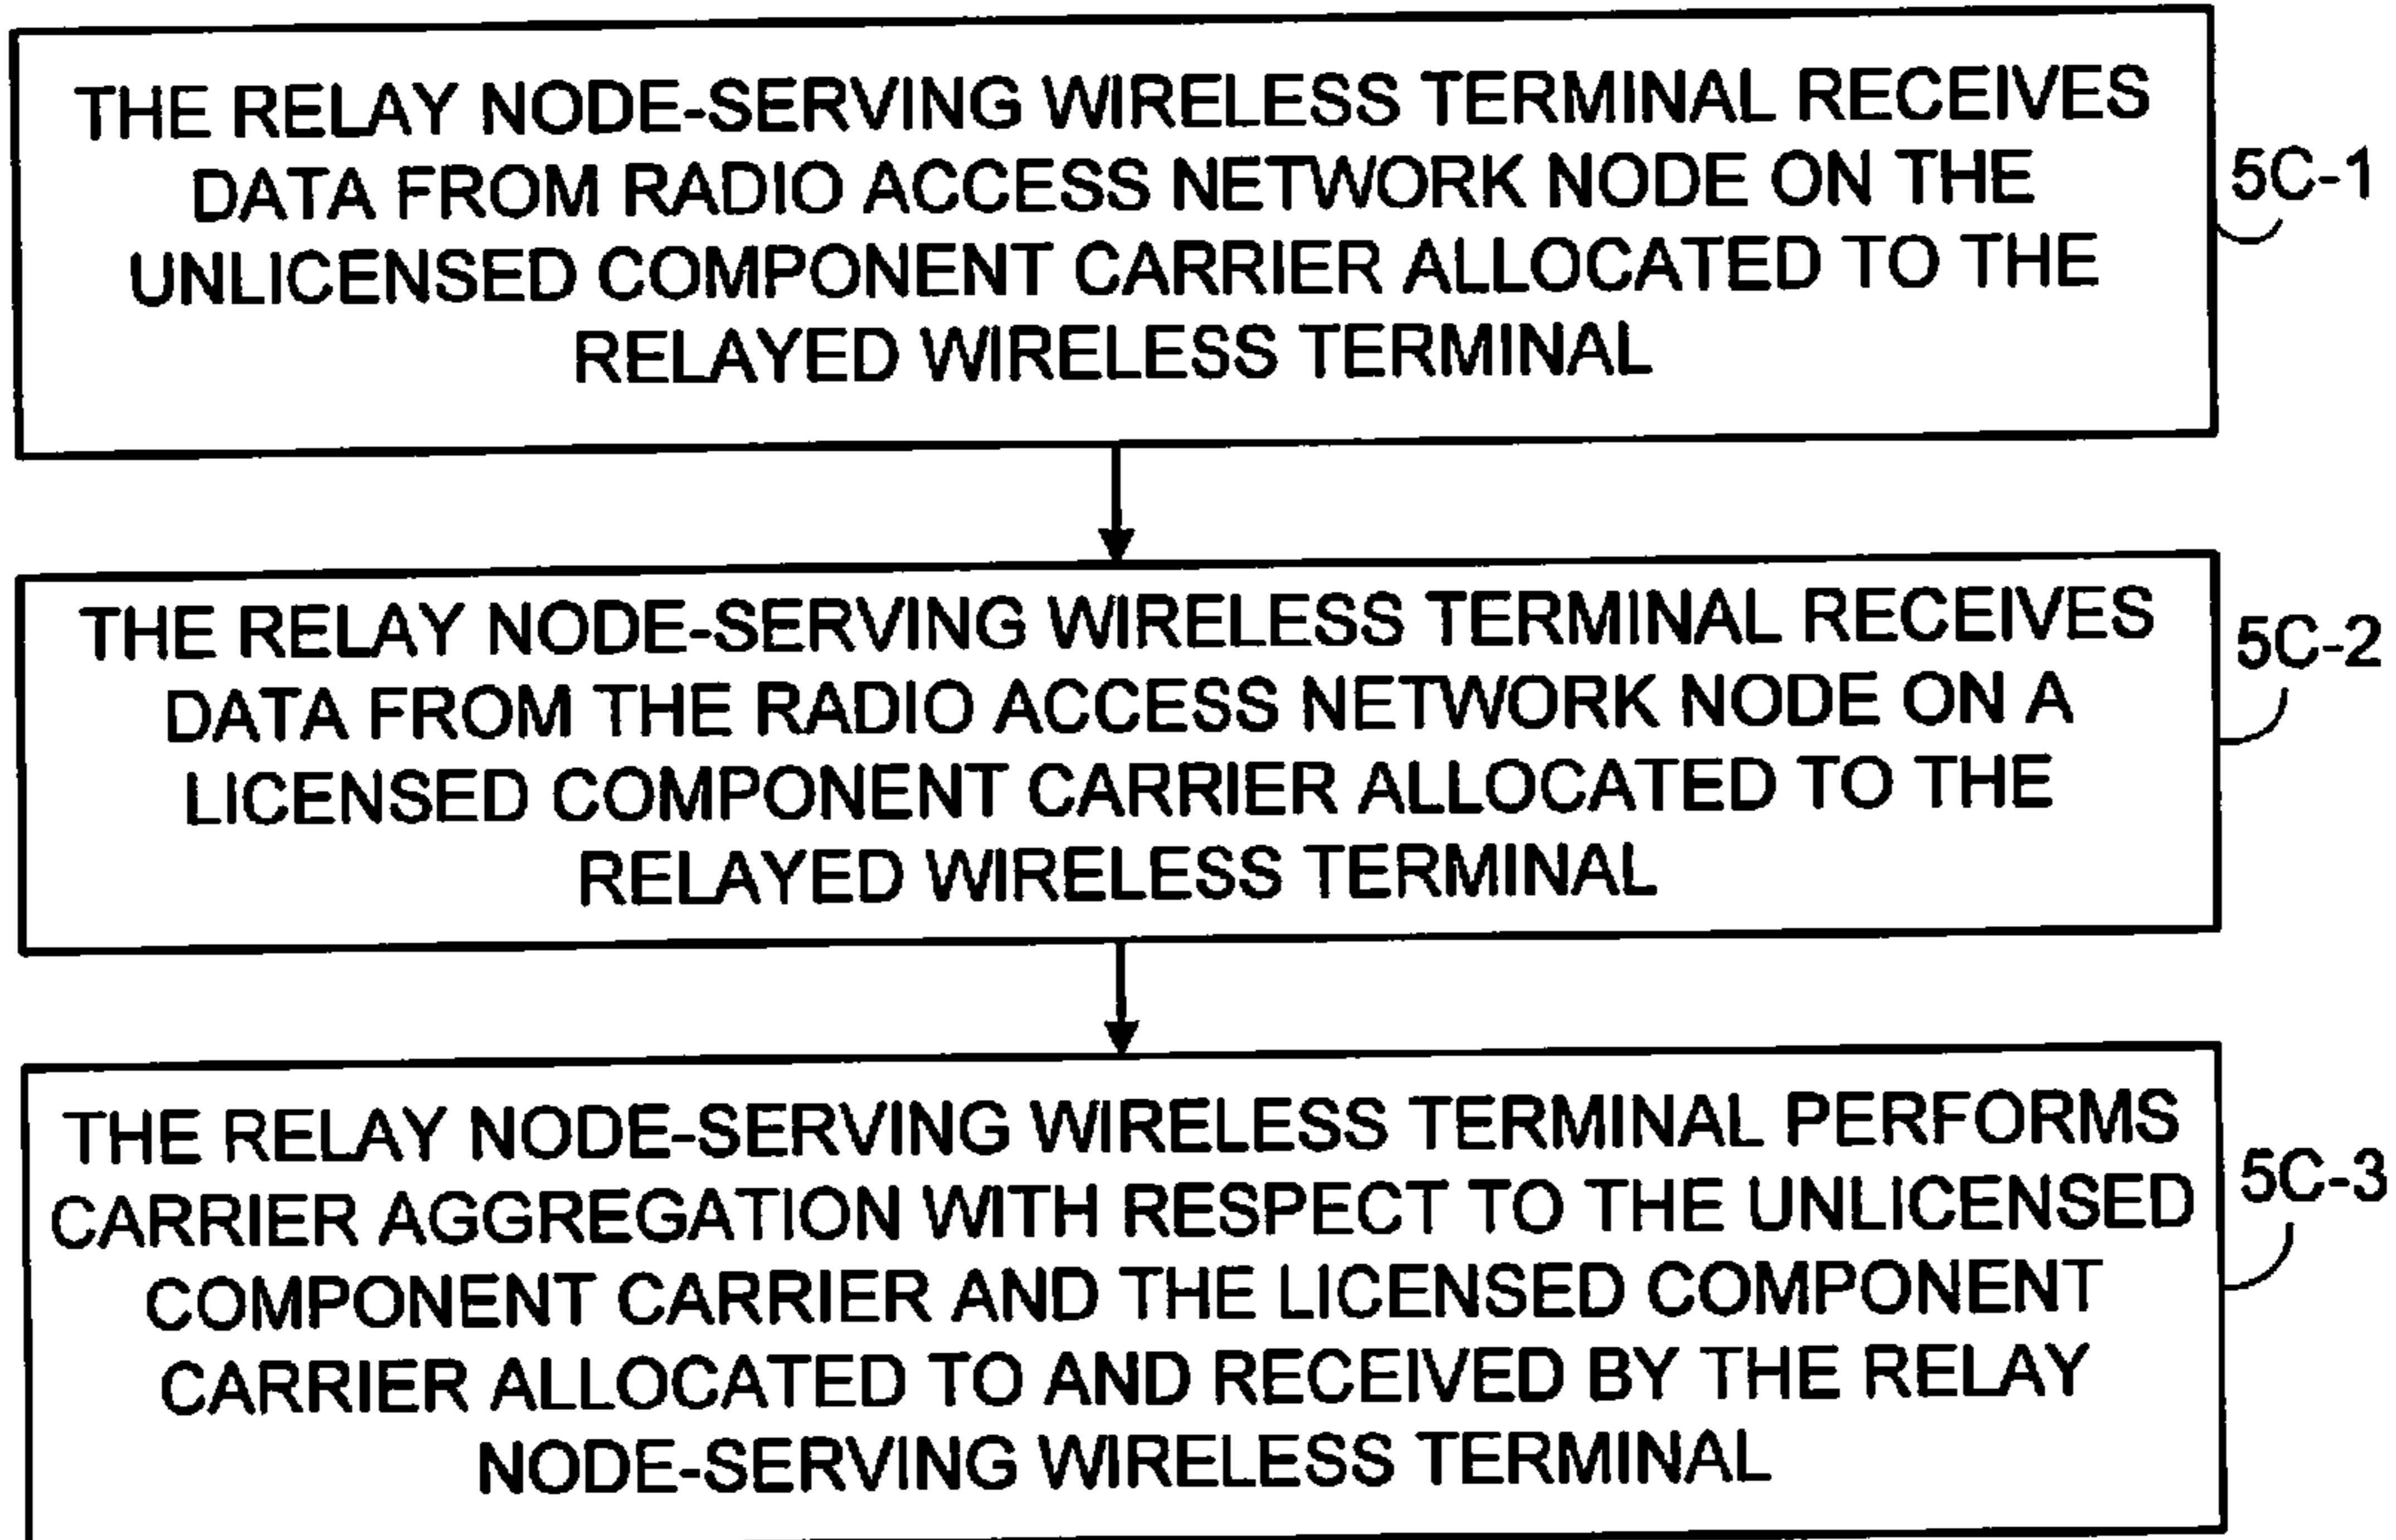 THE RELAY NODE-SERVING WIRELESS TERMINAL RECEIVES
DATA FROM RADIO ACCESS NETWORK NODE ON THE
UNLICENSED COMPONENT CARRIER ALLOCATED TO THE
RELAYED WIRELESS TERMINAL
5C-1
THE RELAY NODE-SERVING WIRELESS TERMINAL RECEIVES
DATA FROM THE RADIO ACCESS NETWORK NODE ON A
LICENSED COMPONENT CARRIER ALLOCATED TO THE
RELAYED WIRELESS TERMINAL
5C-2
THE RELAY NODE-SERVING WIRELESS TERMINAL PERFORMS
CARRIER AGGREGATION WITH RESPECT TO THE UNLICENSED
COMPONENT CARRIER AND THE LICENSED COMPONENT
CARRIER ALLOCATED TO AND RECEIVED BY THE RELAY
NODE-SERVING WIRELESS TERMINAL
5C-3